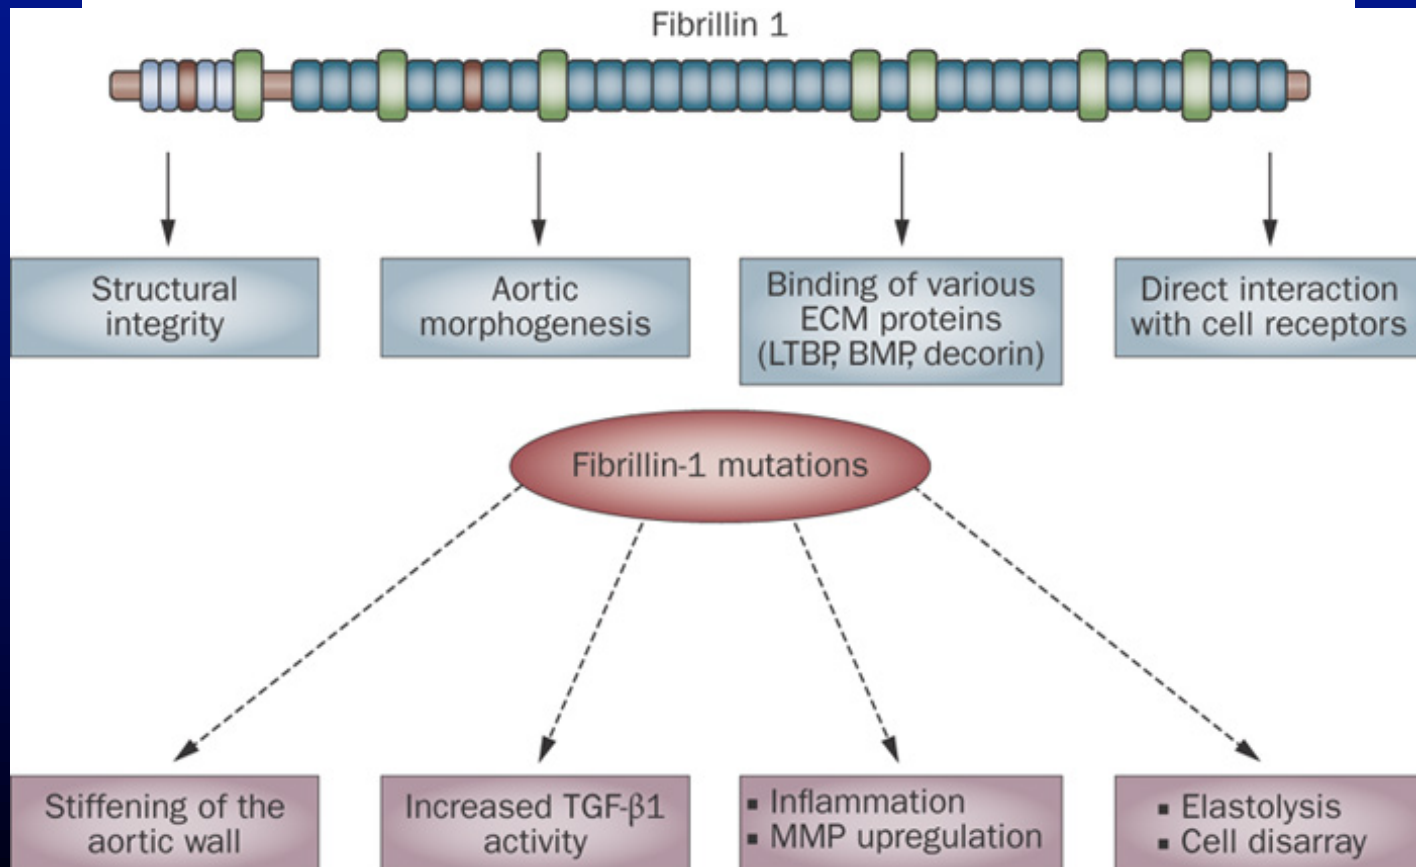 Fibrillin 1
Structural
integrity
Aortic
morphogenesis
Binding of various
ECM proteins
(LTBP, BMP, decorin)
Direct interaction
with cell receptors
Fibrillin-1 mutations
Stiffening of the
aortic wall
Increased TGF-β1
activity
▪ Inflammation
▪ MMP upregulation
▪ Elastolysis
▪ Cell disarray